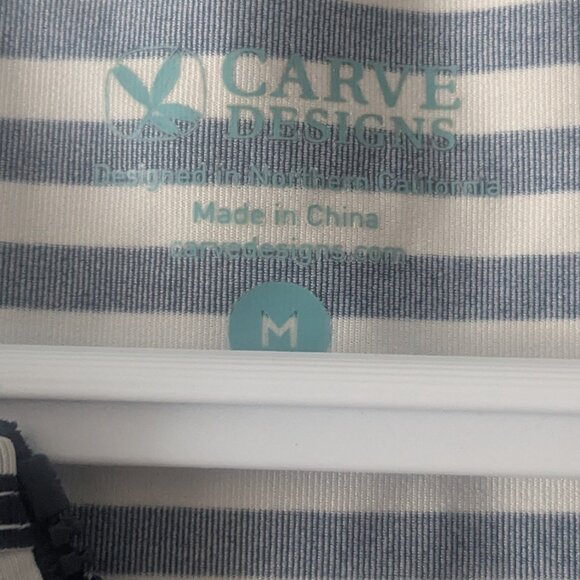 CARVE
DESIGNS
Designed in Northern California
Made in China
carvedesigns.com
M